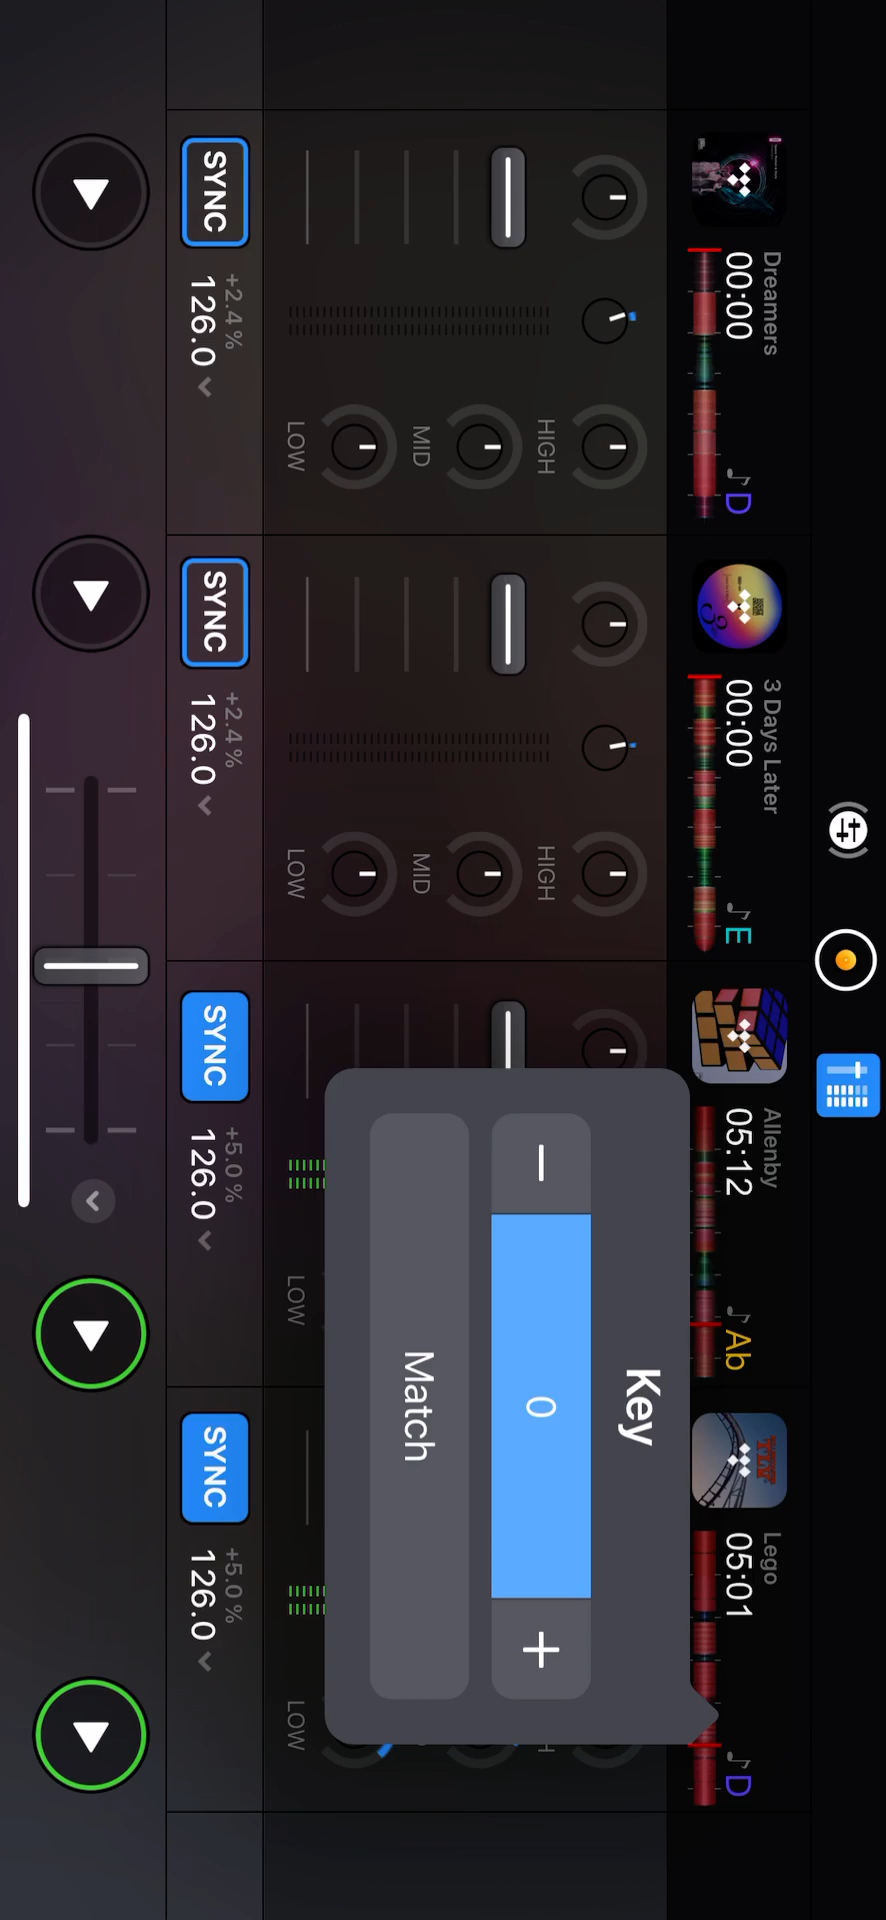 Dreamers
00:00
D
3 Days Later
00:00
E
Allenby
05:12
Ab
Lego
05:01
D
HIGH
MID
LOW
HIGH
MID
LOW
LOW
LOW
Key
− 0 +
Match
SYNC
+2.4 %
126.0
SYNC
+2.4 %
126.0
SYNC
+5.0 %
126.0
SYNC
+5.0 %
126.0